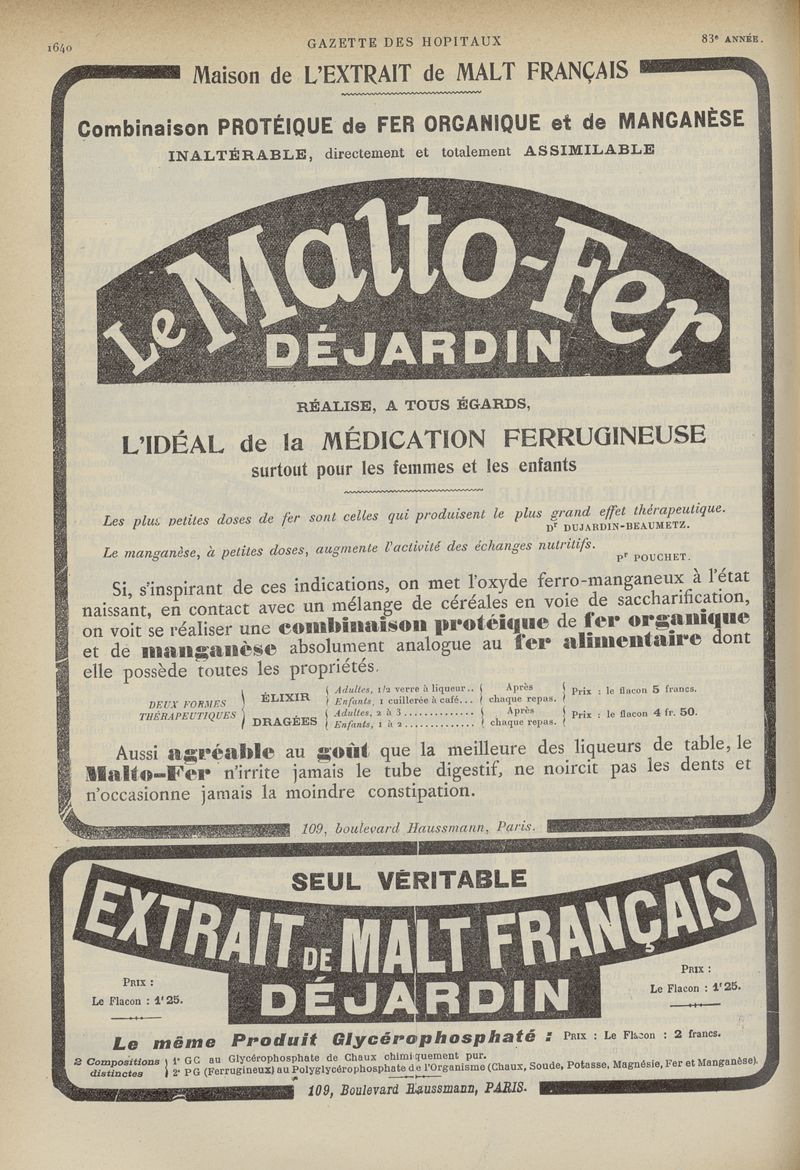 1640
GAZETTE DES HOPITAUX
83e ANNÉE.
Maison de L'EXTRAIT de MALT FRANÇAIS
Combinaison PROTÉIQUE de FER ORGANIQUE et de MANGANÈSE
INALTÉRABLE, directement et totalement ASSIMILABLE
Le Malto-Fer
DÉJARDIN
RÉALISE, A TOUS ÉGARDS,
L'IDÉAL de la MÉDICATION FERRUGINEUSE
surtout pour les femmes et les enfants
Les plus petites doses de fer sont celles qui produisent le plus grand effet thérapeutique.
Dr DUJARDIN-BEAUMETZ.
Le manganèse, à petites doses, augmente l'activité des échanges nutritifs.
Pr POUCHET.
Si, s'inspirant de ces indications, on met l'oxyde ferro-manganeux à l'état
naissant, en contact avec un mélange de céréales en voie de saccharification,
on voit se réaliser une combinaison protéique de fer organique
et de manganèse absolument analogue au fer alimentaire dont
elle possède toutes les propriétés.
DEUX FORMES
THÉRAPEUTIQUES
ÉLIXIR
Adultes, 1/2 verre à liqueur..
Enfants, 1 cuillerée à café...
Après
chaque repas.
Prix : le flacon 5 francs.
DRAGÉES
Adultes, 2 à 3..............
Enfants, 1 à 2..............
Après
chaque repas.
Prix : le flacon 4 fr. 50.
Aussi agréable au goût que la meilleure des liqueurs de table, le
Malto-Fer n'irrite jamais le tube digestif, ne noircit pas les dents et
n'occasionne jamais la moindre constipation.
109, boulevard Haussmann, Paris.
SEUL VÉRITABLE
EXTRAIT DE MALT FRANÇAIS
DÉJARDIN
PRIX :
Le Flacon : 1f25.
PRIX :
Le Flacon : 1f25.
Le même Produit Glycérophosphaté : PRIX : Le Flacon : 2 francs.
2 Compositions
distinctes
1° GC au Glycérophosphate de Chaux chimiquement pur.
2° PG (Ferrugineux) au Polyglycérophosphate de l'Organisme (Chaux, Soude, Potasse, Magnésie, Fer et Manganèse).
109, Boulevard Haussmann, PARIS.